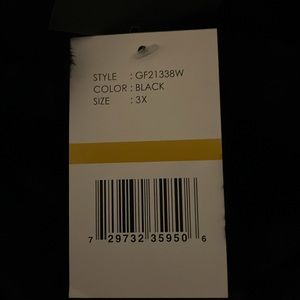 STYLE : GF21338W
COLOR : BLACK
SIZE : 3X
7 29732 35950 6